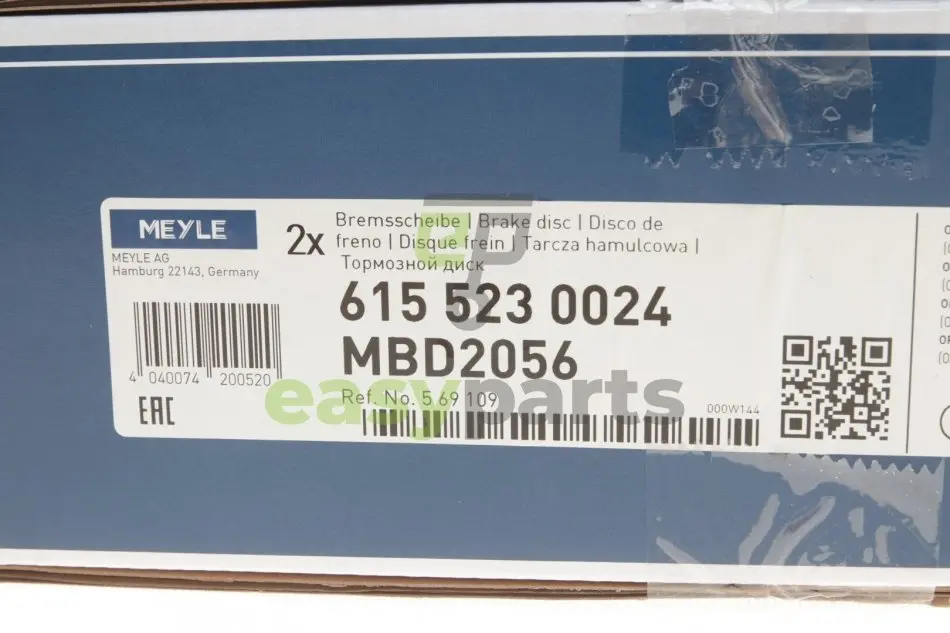 MEYLE
MEYLE AG
Hamburg 22143, Germany
2x
Bremsscheibe | Brake disc | Disco de
freno | Disque frein | Tarcza hamulcowa |
Тормозной диск
615 523 0024
MBD2056
Ref. No. 5 69 109
4 040074 200520
EAC
000W144
ep
easyparts